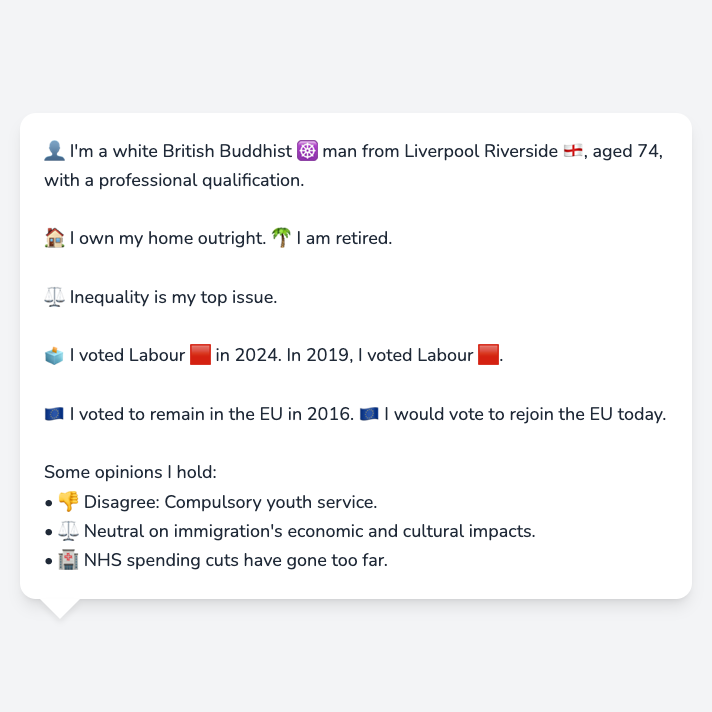 👤 I'm a white British Buddhist ☸️ man from Liverpool Riverside 🏴󠁧󠁢󠁥󠁮󠁧󠁿, aged 74,
with a professional qualification.
🏠 I own my home outright. 🌴 I am retired.
⚖️ Inequality is my top issue.
🗳️ I voted Labour 🟥 in 2024. In 2019, I voted Labour 🟥.
🇪🇺 I voted to remain in the EU in 2016. 🇪🇺 I would vote to rejoin the EU today.
Some opinions I hold:
• 👎 Disagree: Compulsory youth service.
• ⚖️ Neutral on immigration's economic and cultural impacts.
• 🏥 NHS spending cuts have gone too far.